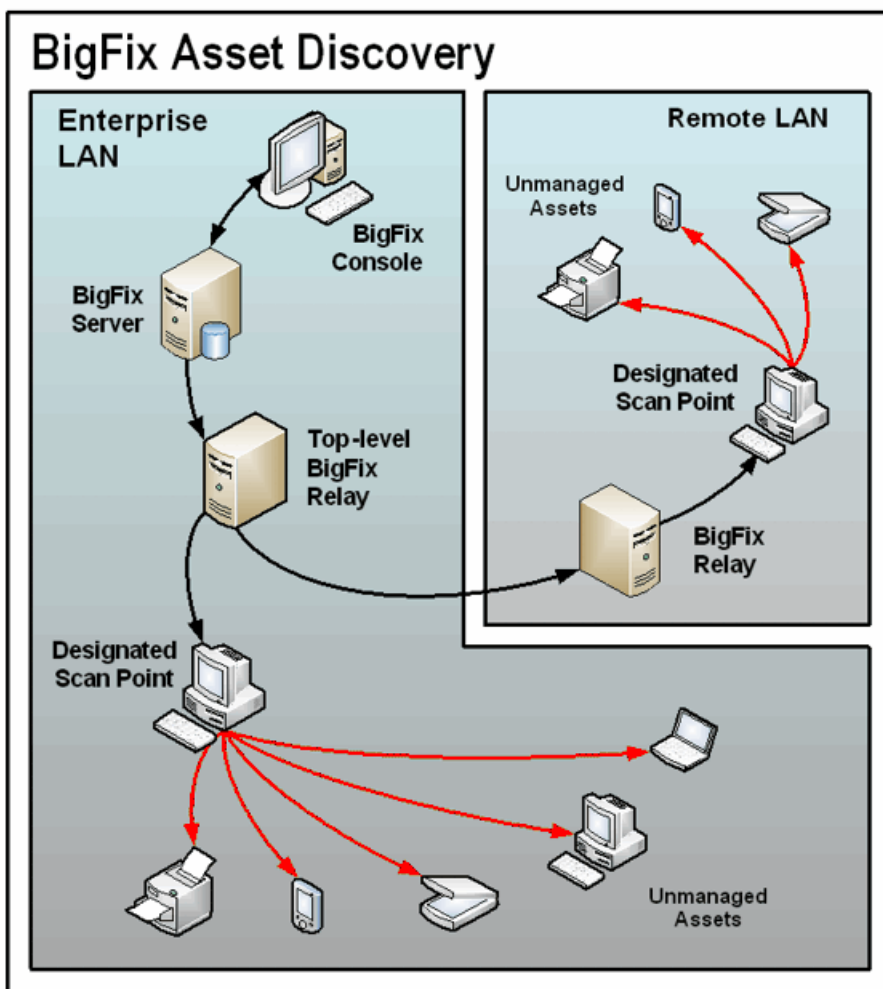 BigFix Asset Discovery
Enterprise
LAN
BigFix
Console
BigFix
Server
Top-level
BigFix
Relay
Designated
Scan Point
Unmanaged
Assets
Remote LAN
Unmanaged
Assets
Designated
Scan Point
BigFix
Relay